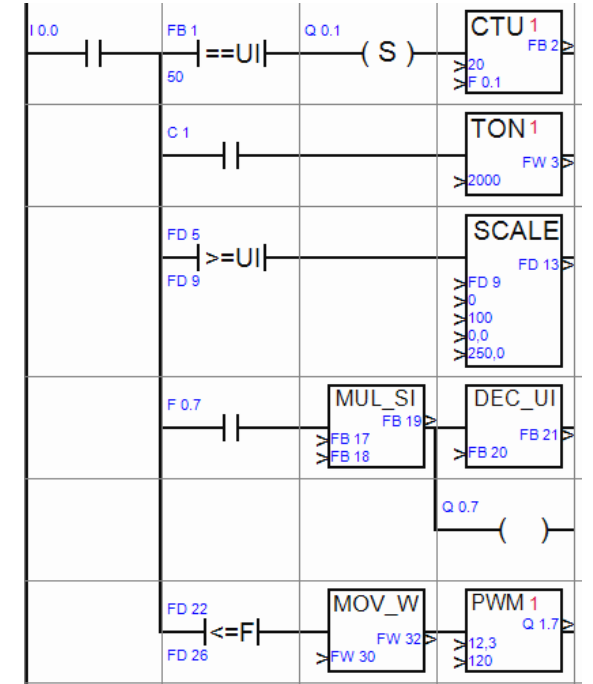 I 0.0
FB 1
==UI
50
Q 0.1
( S )
CTU 1
FB 2
20
F 0.1
C 1
TON 1
FW 3
2000
FD 5
>=UI
FD 9
SCALE
FD 13
FD 9
0
100
0,0
250,0
F 0.7
MUL_SI
FB 19
FB 17
FB 18
DEC_UI
FB 21
FB 20
Q 0.7
( )
FD 22
<=F
FD 26
MOV_W
FW 32
FW 30
PWM 1
Q 1.7
12,3
120